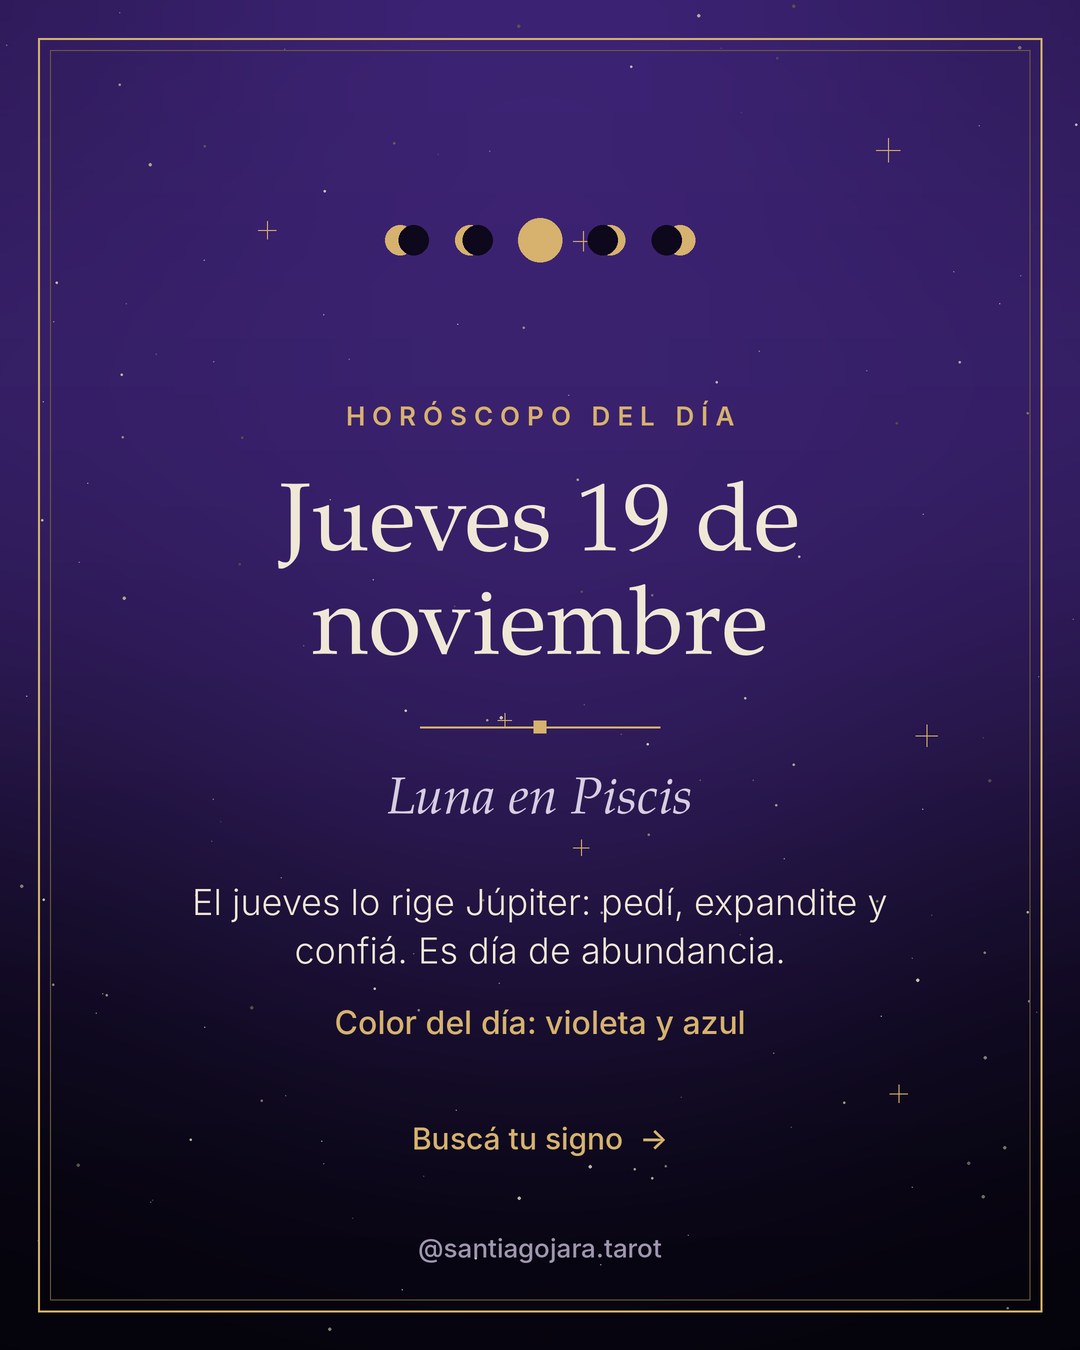 HORÓSCOPO DEL DÍA
Jueves 19 de
noviembre
Luna en Piscis
El jueves lo rige Júpiter: pedí, expandite y
confiá. Es día de abundancia.
Color del día: violeta y azul
Buscá tu signo →
@santiagojara.tarot